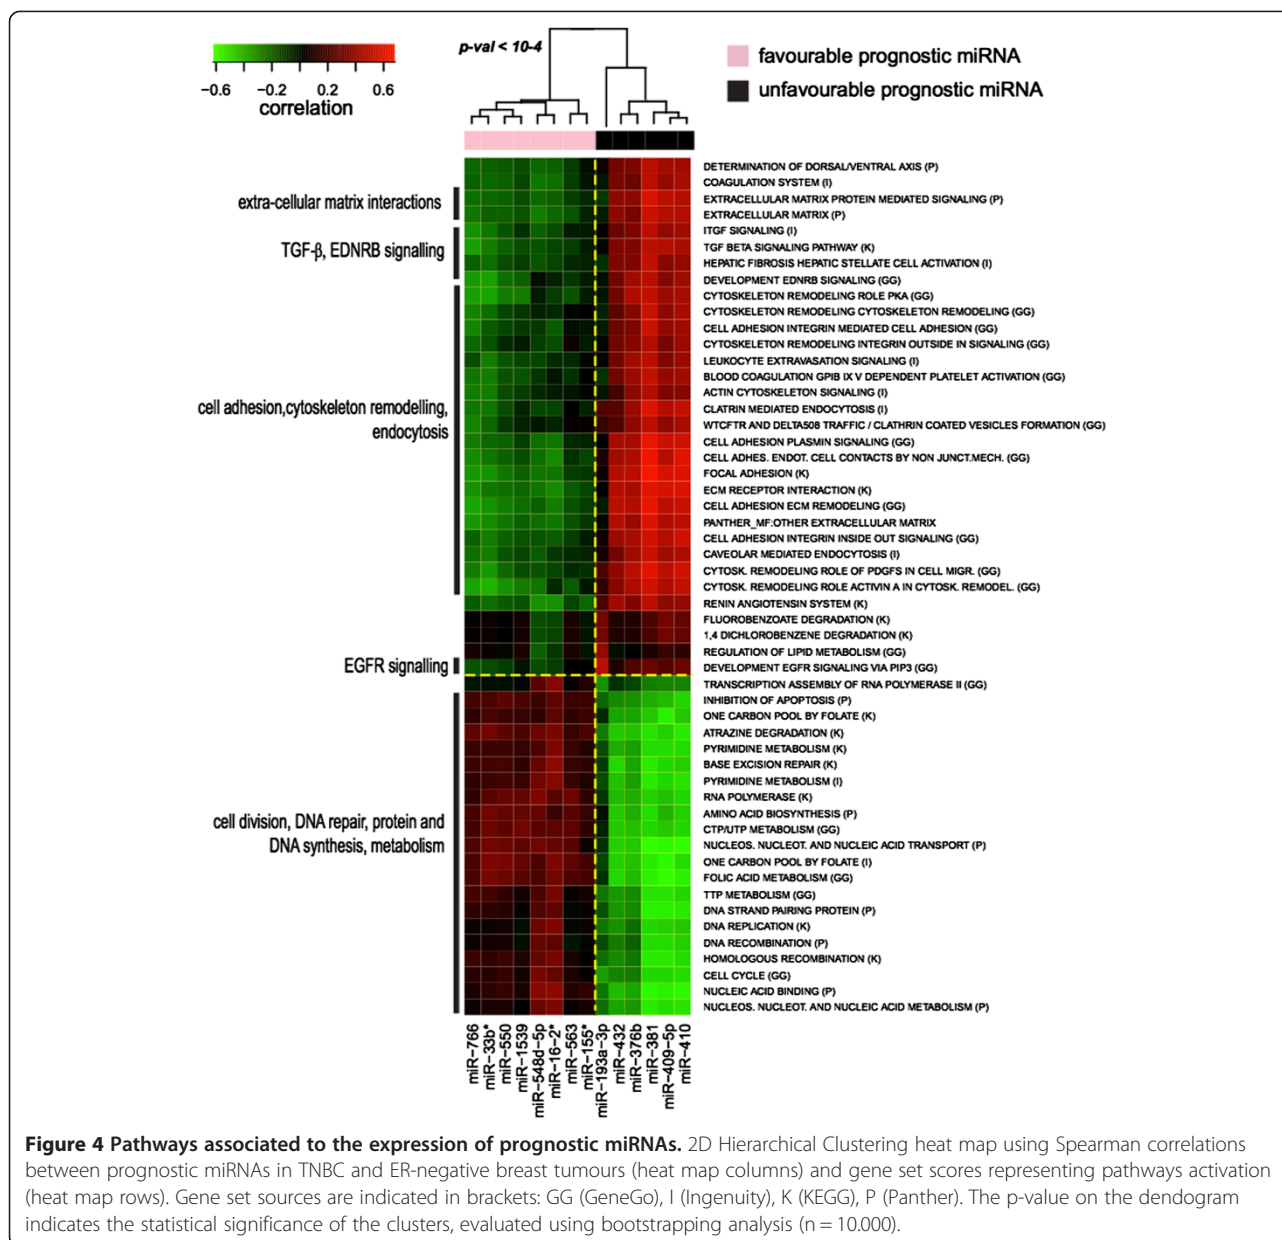 p-val < 10-4
−0.6 −0.2 0.2 0.6
correlation
favourable prognostic miRNA
unfavourable prognostic miRNA
extra-cellular matrix interactions
TGF-β, EDNRB signalling
cell adhesion,cytoskeleton remodelling,
endocytosis
EGFR signalling
cell division, DNA repair, protein and
DNA synthesis, metabolism
DETERMINATION OF DORSAL/VENTRAL AXIS (P)
COAGULATION SYSTEM (I)
EXTRACELLULAR MATRIX PROTEIN MEDIATED SIGNALING (P)
EXTRACELLULAR MATRIX (P)
ITGF SIGNALING (I)
TGF BETA SIGNALING PATHWAY (K)
HEPATIC FIBROSIS HEPATIC STELLATE CELL ACTIVATION (I)
DEVELOPMENT EDNRB SIGNALING (GG)
CYTOSKELETON REMODELING ROLE PKA (GG)
CYTOSKELETON REMODELING CYTOSKELETON REMODELING (GG)
CELL ADHESION INTEGRIN MEDIATED CELL ADHESION (GG)
CYTOSKELETON REMODELING INTEGRIN OUTSIDE IN SIGNALING (GG)
LEUKOCYTE EXTRAVASATION SIGNALING (I)
BLOOD COAGULATION GPIB IX V DEPENDENT PLATELET ACTIVATION (GG)
ACTIN CYTOSKELETON SIGNALING (I)
CLATRIN MEDIATED ENDOCYTOSIS (I)
WTCFTR AND DELTA508 TRAFFIC / CLATHRIN COATED VESICLES FORMATION (GG)
CELL ADHESION PLASMIN SIGNALING (GG)
CELL ADHES. ENDOT. CELL CONTACTS BY NON JUNCT.MECH. (GG)
FOCAL ADHESION (K)
ECM RECEPTOR INTERACTION (K)
CELL ADHESION ECM REMODELING (GG)
PANTHER_MF:OTHER EXTRACELLULAR MATRIX
CELL ADHESION INTEGRIN INSIDE OUT SIGNALING (GG)
CAVEOLAR MEDIATED ENDOCYTOSIS (I)
CYTOSK. REMODELING ROLE OF PDGFS IN CELL MIGR. (GG)
CYTOSK. REMODELING ROLE ACTIVIN A IN CYTOSK. REMODEL. (GG)
RENIN ANGIOTENSIN SYSTEM (K)
FLUOROBENZOATE DEGRADATION (K)
1,4 DICHLOROBENZENE DEGRADATION (K)
REGULATION OF LIPID METABOLISM (GG)
DEVELOPMENT EGFR SIGNALING VIA PIP3 (GG)
TRANSCRIPTION ASSEMBLY OF RNA POLYMERASE II (GG)
INHIBITION OF APOPTOSIS (P)
ONE CARBON POOL BY FOLATE (K)
ATRAZINE DEGRADATION (K)
PYRIMIDINE METABOLISM (K)
BASE EXCISION REPAIR (K)
PYRIMIDINE METABOLISM (I)
RNA POLYMERASE (K)
AMINO ACID BIOSYNTHESIS (P)
CTP/UTP METABOLISM (GG)
NUCLEOS. NUCLEOT. AND NUCLEIC ACID TRANSPORT (P)
ONE CARBON POOL BY FOLATE (I)
FOLIC ACID METABOLISM (GG)
TTP METABOLISM (GG)
DNA STRAND PAIRING PROTEIN (P)
DNA REPLICATION (K)
DNA RECOMBINATION (P)
HOMOLOGOUS RECOMBINATION (K)
CELL CYCLE (GG)
NUCLEIC ACID BINDING (P)
NUCLEOS. NUCLEOT. AND NUCLEIC ACID METABOLISM (P)
miR−766
miR−33b*
miR−550
miR−1539
miR−548d−5p
miR−16−2*
miR−563
miR−155*
miR−193a−3p
miR−432
miR−376b
miR−381
miR−409−5p
miR−410
Figure 4 Pathways associated to the expression of prognostic miRNAs. 2D Hierarchical Clustering heat map using Spearman correlations
between prognostic miRNAs in TNBC and ER-negative breast tumours (heat map columns) and gene set scores representing pathways activation
(heat map rows). Gene set sources are indicated in brackets: GG (GeneGo), I (Ingenuity), K (KEGG), P (Panther). The p-value on the dendogram
indicates the statistical significance of the clusters, evaluated using bootstrapping analysis (n = 10.000).